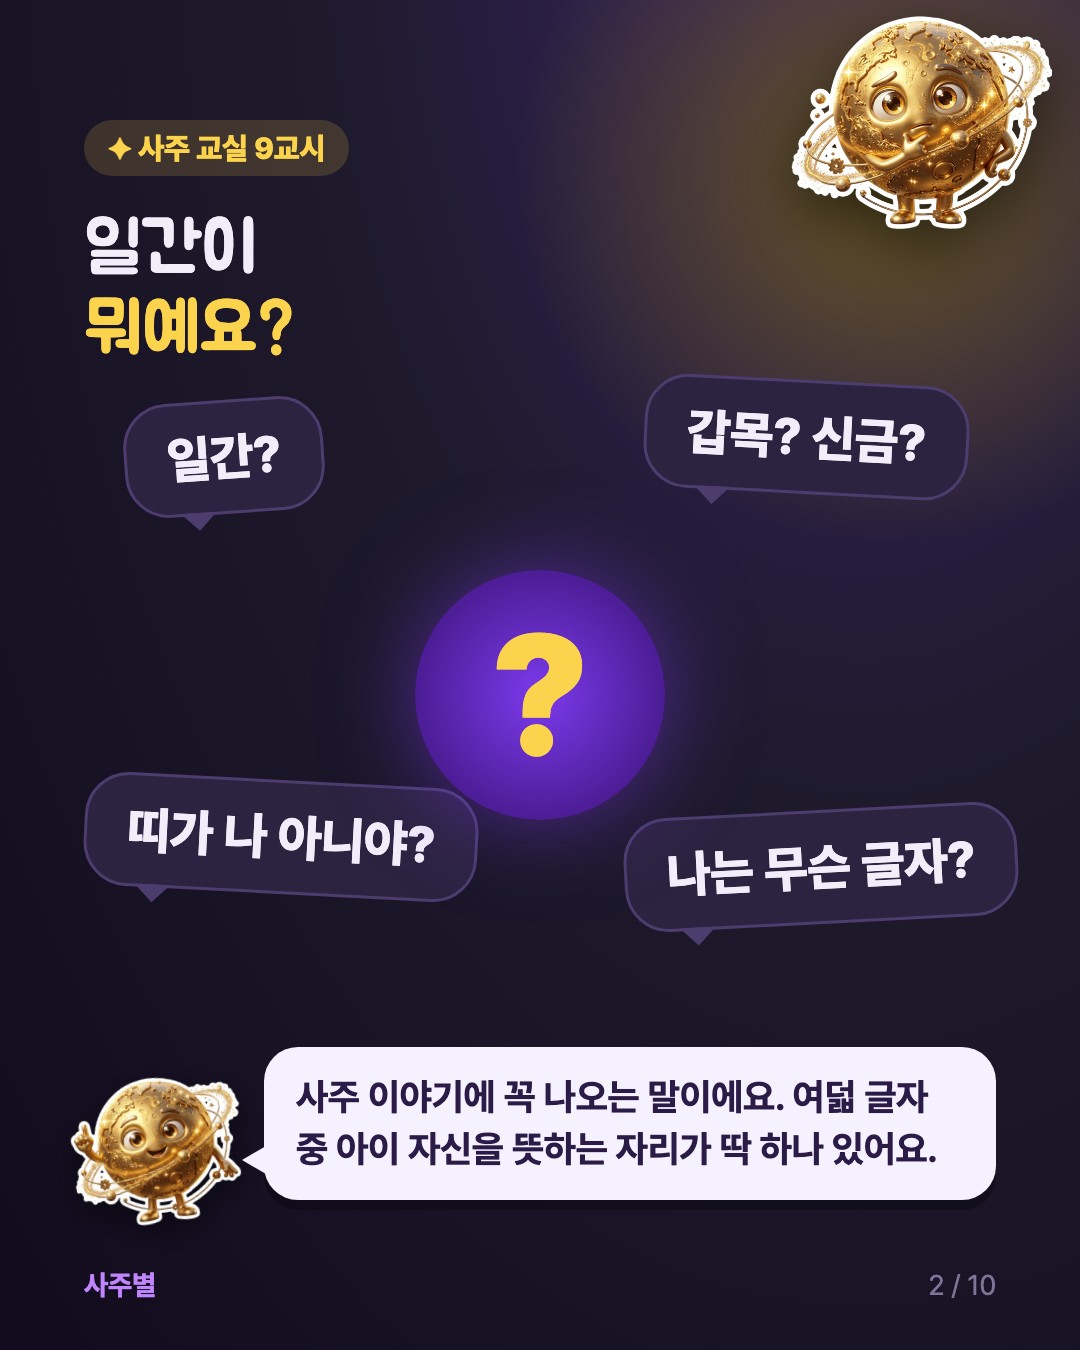 ✦ 사주 교실 9교시
일간이
뭐예요?
일간?
갑목? 신금?
?
띠가 나 아니야?
나는 무슨 글자?
사주 이야기에 꼭 나오는 말이에요. 여덟 글자
중 아이 자신을 뜻하는 자리가 딱 하나 있어요.
사주별
2 / 10